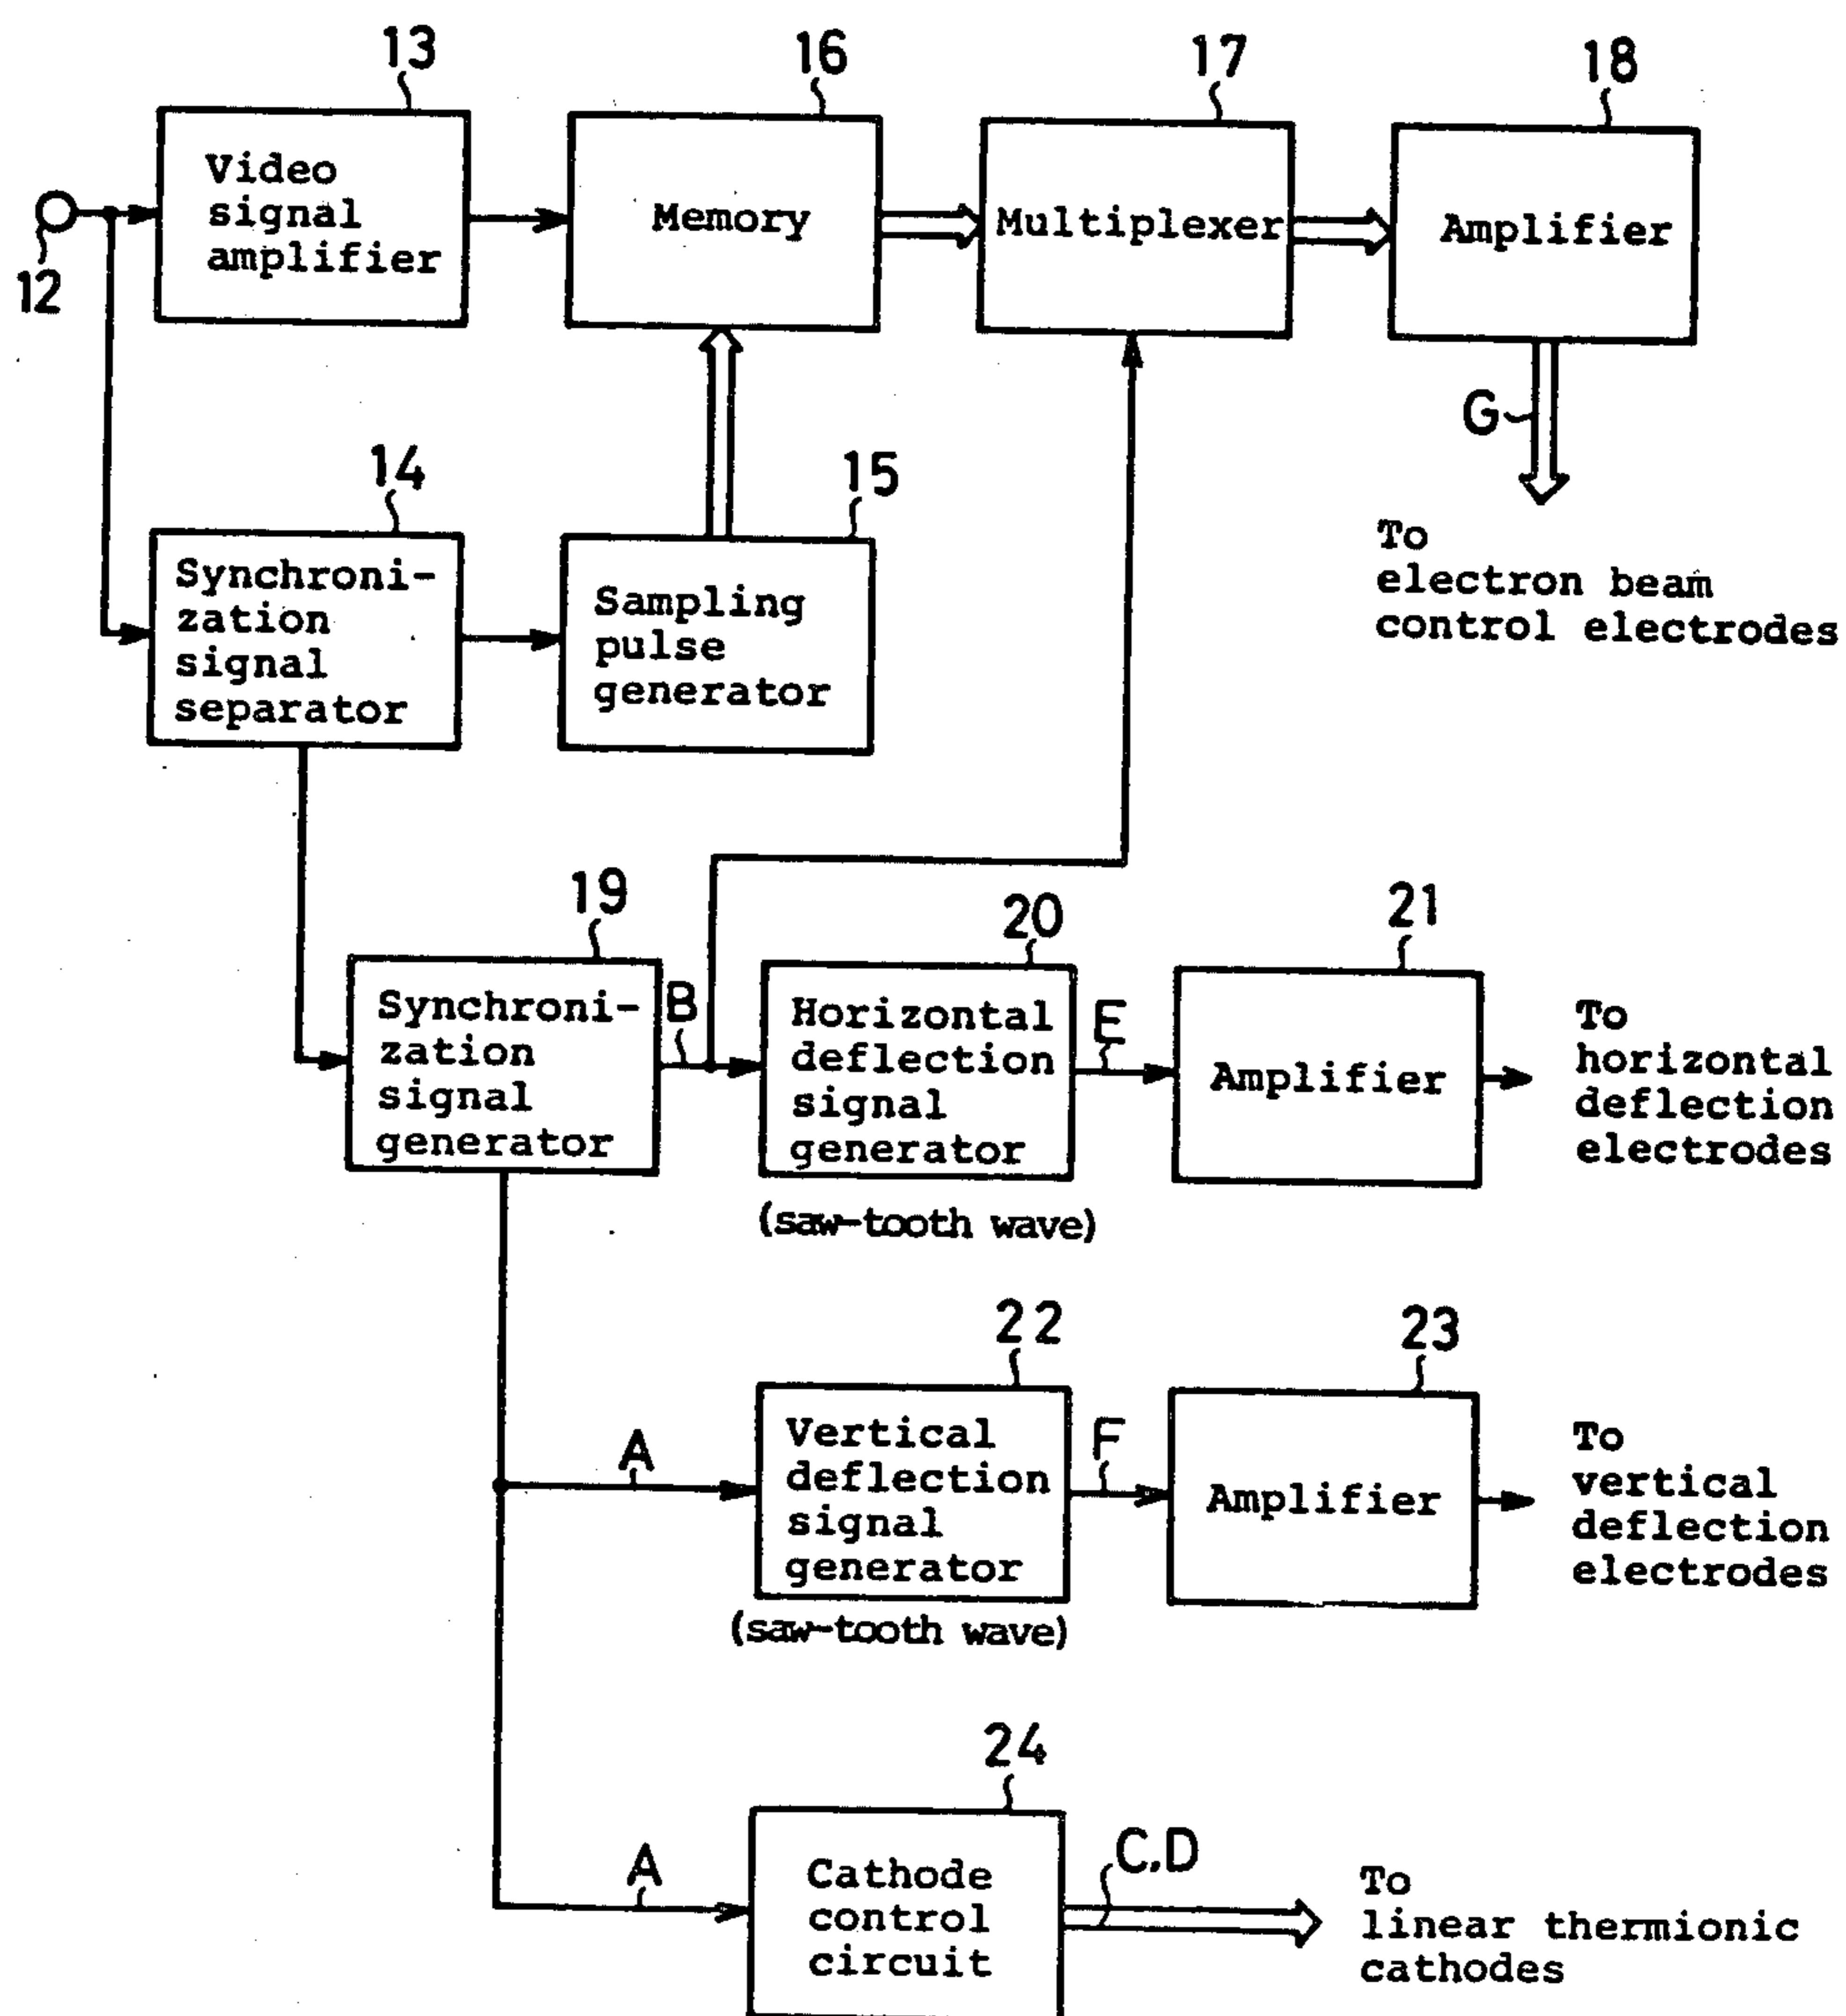 13
16
17
18
12
Video
signal
amplifier
Memory
Multiplexer
Amplifier
G
To
electron beam
control electrodes
14
15
Synchroni-
zation
signal
separator
Sampling
pulse
generator
19
20
21
Synchroni-
zation
signal
generator
B
Horizontal
deflection
signal
generator
(saw-tooth wave)
E
Amplifier
To
horizontal
deflection
electrodes
22
23
A
Vertical
deflection
signal
generator
(saw-tooth wave)
F
Amplifier
To
vertical
deflection
electrodes
24
A
Cathode
control
circuit
C,D
To
linear thermionic
cathodes